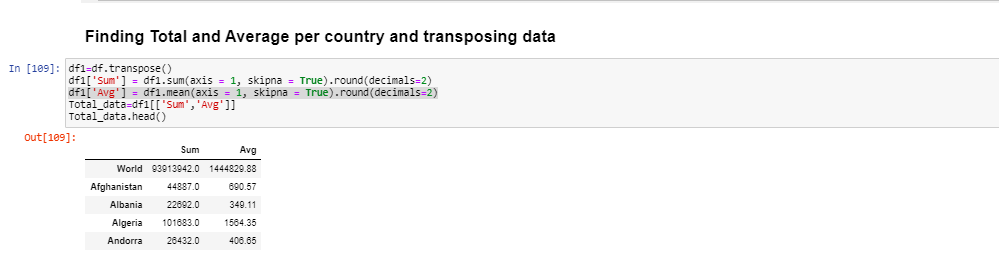 Finding Total and Average per country and transposing data
In [109]: df1=df.transpose()
df1['Sum'] = df1.sum(axis = 1, skipna = True).round(decimals=2)
df1['Avg'] = df1.mean(axis = 1, skipna = True).round(decimals=2)
Total_data=df1[['Sum','Avg']]
Total_data.head()
Out[109]:
Sum Avg
World 93913942.0 1444829.88
Afghanistan 44887.0 690.57
Albania 22692.0 349.11
Algeria 101683.0 1564.35
Andorra 26432.0 406.65